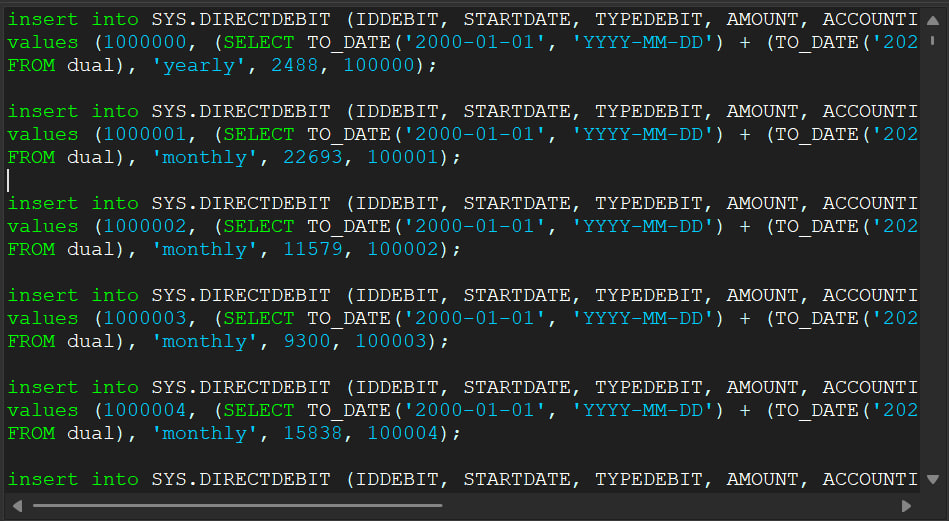 insert into SYS.DIRECTDEBIT (IDDEBIT, STARTDATE, TYPEDEBIT, AMOUNT, ACCOUNTI
values (1000000, (SELECT TO_DATE('2000-01-01', 'YYYY-MM-DD') + (TO_DATE('202
FROM dual), 'yearly', 2488, 100000);
insert into SYS.DIRECTDEBIT (IDDEBIT, STARTDATE, TYPEDEBIT, AMOUNT, ACCOUNTI
values (1000001, (SELECT TO_DATE('2000-01-01', 'YYYY-MM-DD') + (TO_DATE('202
FROM dual), 'monthly', 22693, 100001);
insert into SYS.DIRECTDEBIT (IDDEBIT, STARTDATE, TYPEDEBIT, AMOUNT, ACCOUNTI
values (1000002, (SELECT TO_DATE('2000-01-01', 'YYYY-MM-DD') + (TO_DATE('202
FROM dual), 'monthly', 11579, 100002);
insert into SYS.DIRECTDEBIT (IDDEBIT, STARTDATE, TYPEDEBIT, AMOUNT, ACCOUNTI
values (1000003, (SELECT TO_DATE('2000-01-01', 'YYYY-MM-DD') + (TO_DATE('202
FROM dual), 'monthly', 9300, 100003);
insert into SYS.DIRECTDEBIT (IDDEBIT, STARTDATE, TYPEDEBIT, AMOUNT, ACCOUNTI
values (1000004, (SELECT TO_DATE('2000-01-01', 'YYYY-MM-DD') + (TO_DATE('202
FROM dual), 'monthly', 15838, 100004);
insert into SYS.DIRECTDEBIT (IDDEBIT, STARTDATE, TYPEDEBIT, AMOUNT, ACCOUNTI